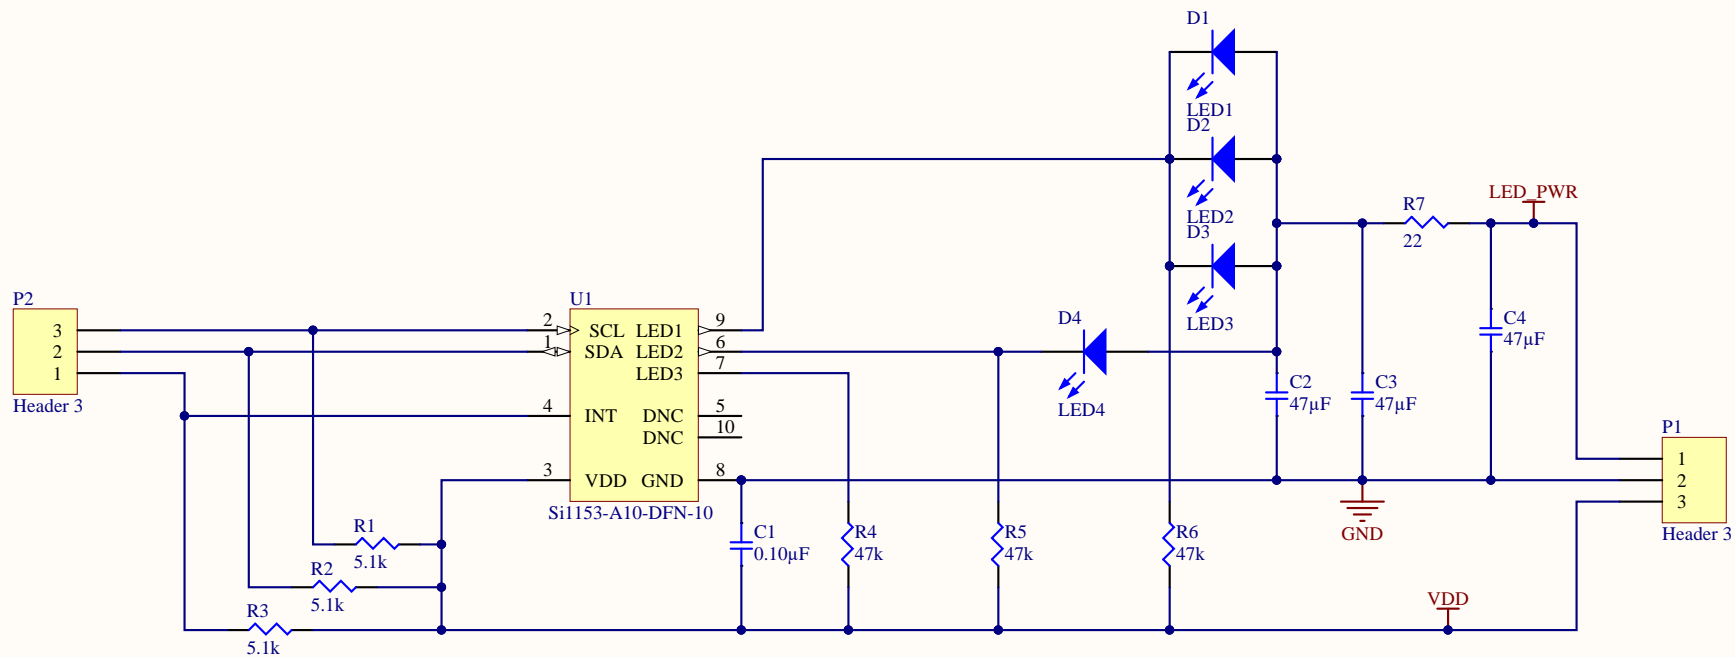 D1
LED1
D2
LED2
D3
LED3
LED_PWR
R7
22
C4
47µF
P2
3
2
1
Header 3
U1
2 SCL LED1 9
1 SDA LED2 6
LED3 7
4 INT DNC 5
DNC 10
3 VDD GND 8
Si1153-A10-DFN-10
D4
LED4
C2
47µF
C3
47µF
P1
1
2
3
Header 3
GND
R1
5.1k
R2
5.1k
R3
5.1k
C1
0.10µF
R4
47k
R5
47k
R6
47k
VDD